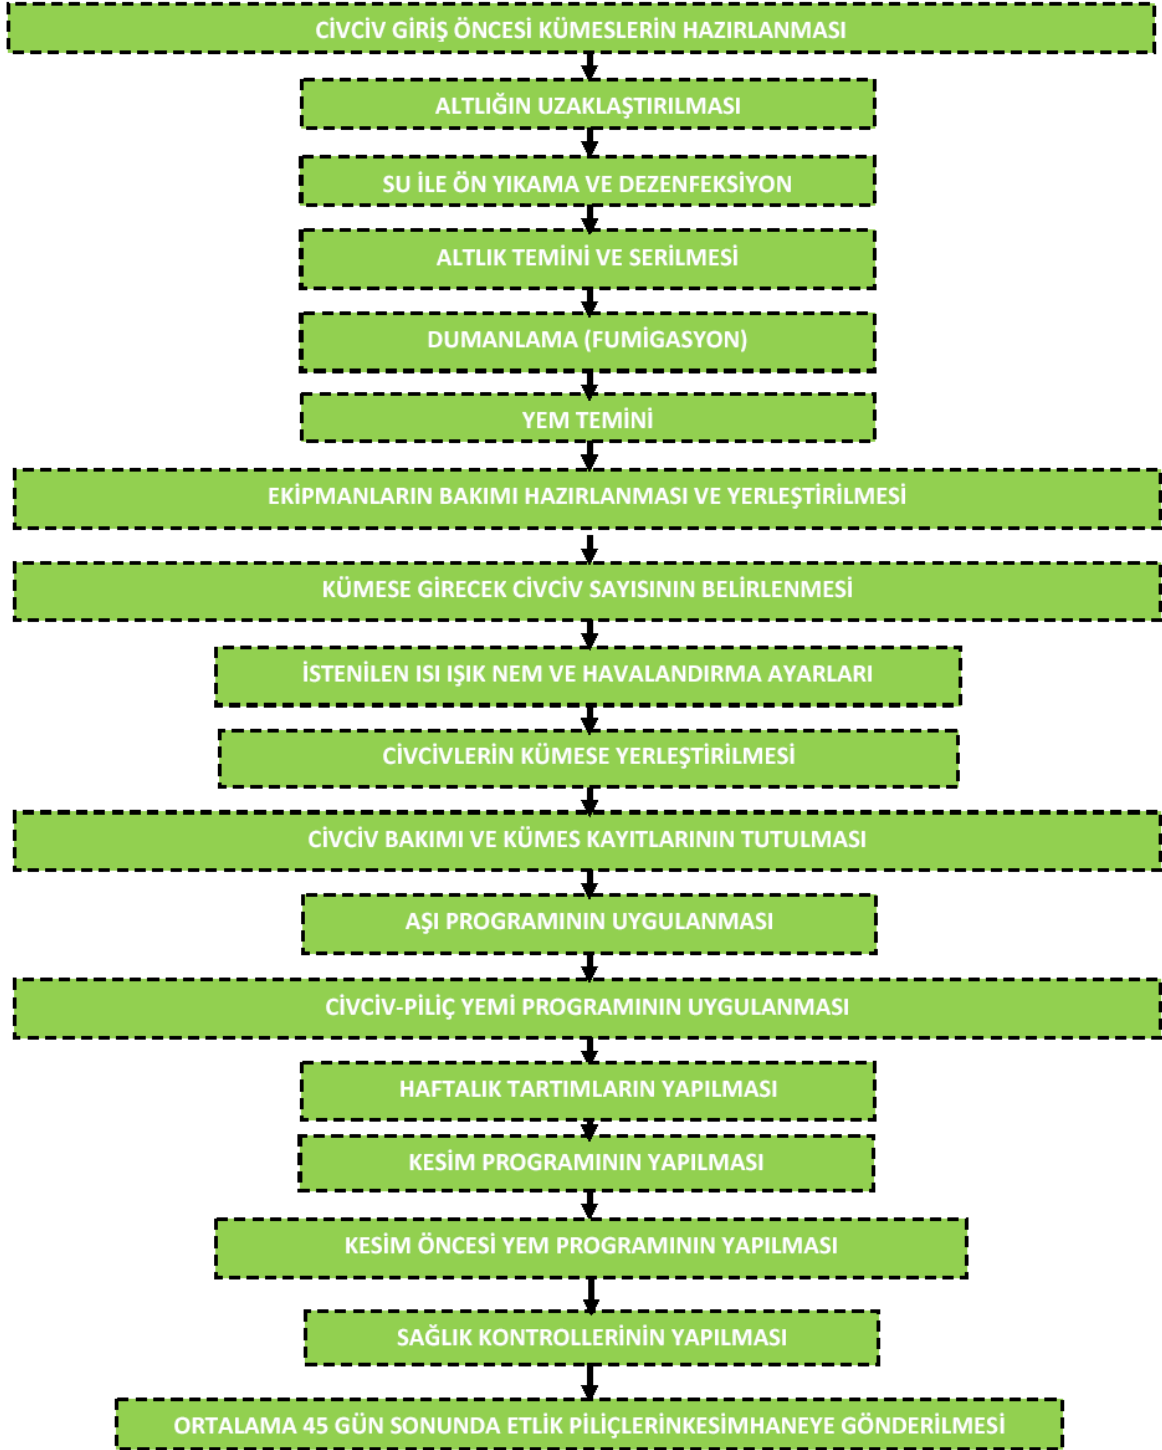 CİVCİV GİRİŞ ÖNCESİ KÜMESLERİN HAZIRLANMASI
ALTLIĞIN UZAKLAŞTIRILMASI
SU İLE ÖN YIKAMA VE DEZENFEKSİYON
ALTLIK TEMİNİ VE SERİLMESİ
DUMANLAMA (FUMİGASYON)
YEM TEMİNİ
EKİPMANLARIN BAKIMI HAZIRLANMASI VE YERLEŞTİRİLMESİ
KÜMESE GİRECEK CİVCİV SAYISININ BELİRLENMESİ
İSTENİLEN ISI IŞIK NEM VE HAVALANDIRMA AYARLARI
CİVCİVLERİN KÜMESE YERLEŞTİRİLMESİ
CİVCİV BAKIMI VE KÜMES KAYITLARININ TUTULMASI
AŞI PROGRAMININ UYGULANMASI
CİVCİV-PİLİÇ YEMİ PROGRAMININ UYGULANMASI
HAFTALIK TARTIMLARIN YAPILMASI
KESİM PROGRAMININ YAPILMASI
KESİM ÖNCESİ YEM PROGRAMININ YAPILMASI
SAĞLIK KONTROLLERİNİN YAPILMASI
ORTALAMA 45 GÜN SONUNDA ETLİK PİLİÇLERİNKESİMHANEYE GÖNDERİLMESİ